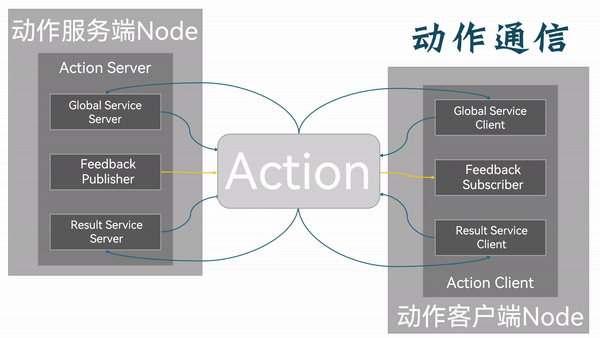 动作服务端Node
动作通信
Action Server
Global Service
Server
Feedback
Publisher
Result Service
Server
Action
Global Service
Client
Feedback
Subscriber
Result Service
Client
Action Client
动作客户端Node